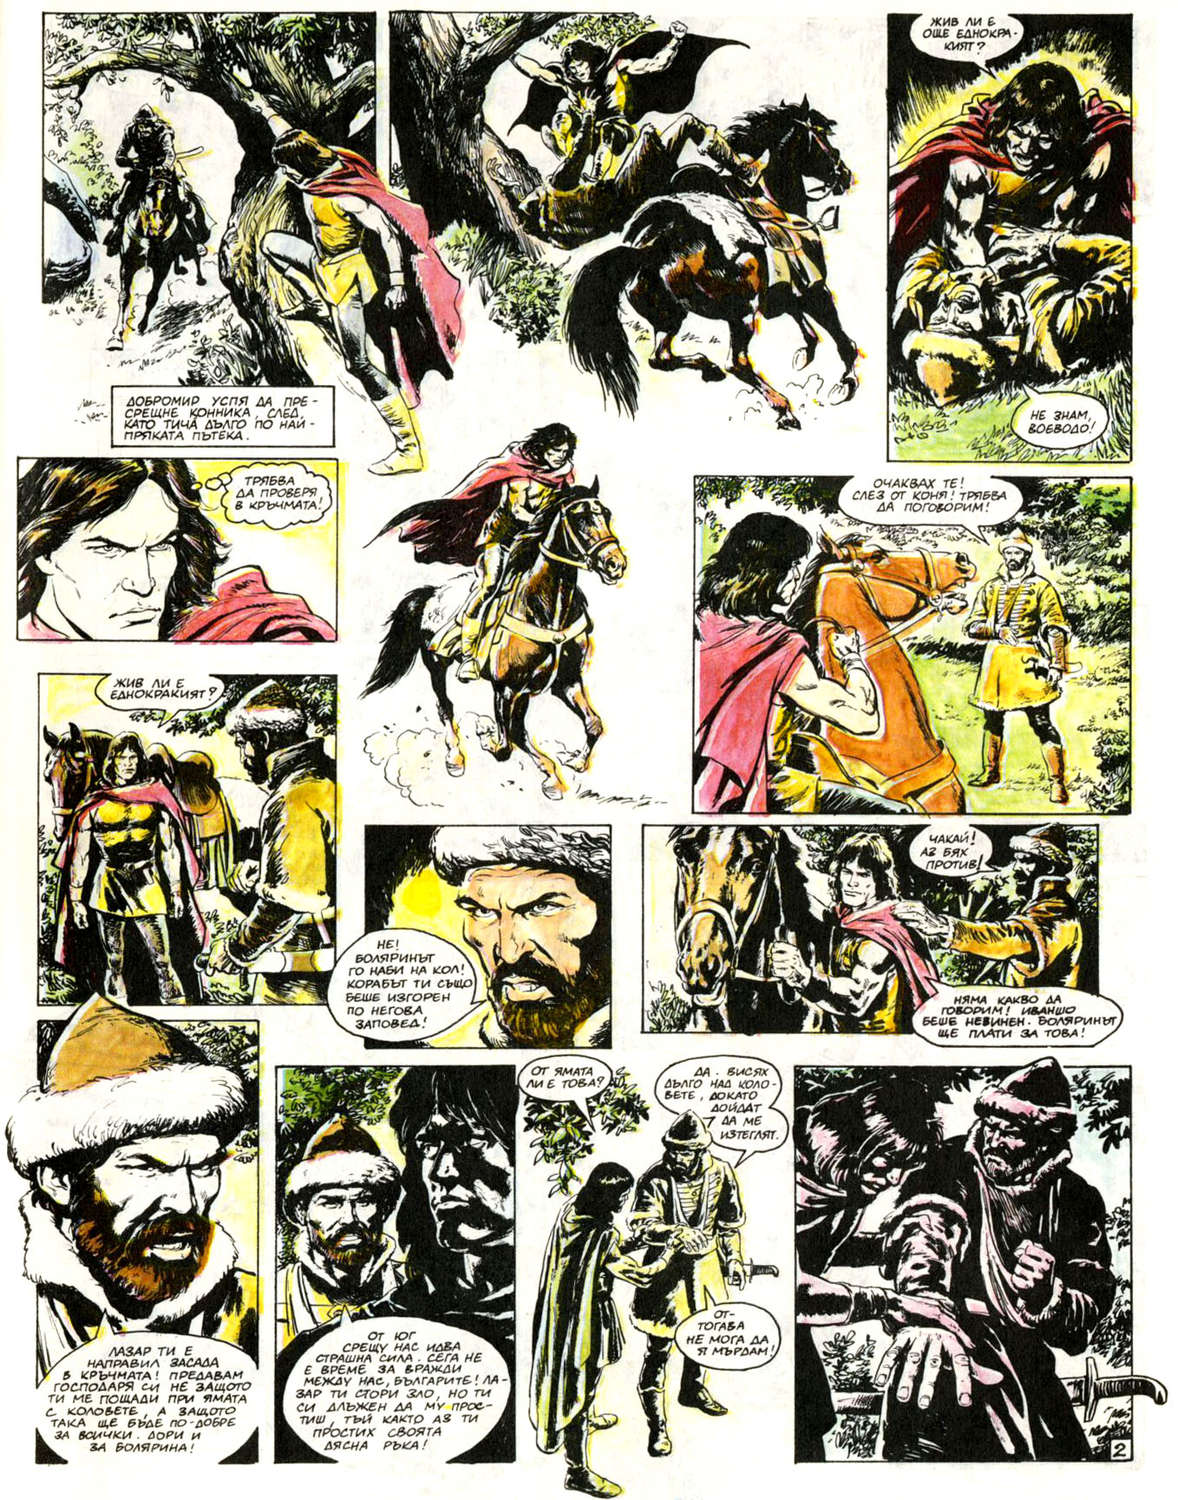 ДОБРОМИР УСПЯ ДА ПРЕ-
СРЕЩНЕ КОННИКА, СЛЕД,
КАТО ТИЧА ДЪЛГО ПО НАЙ-
ПРЯКАТА ПЪТЕКА.
ЖИВ ЛИ Е
ОЩЕ ЕДНОКРА-
КИЯТ?
НЕ ЗНАМ,
ВОЕВОДО!
ТРЯБВА
ДА ПРОВЕРЯ
В КРЪЧМАТА!
ОЧАКВАХ ТЕ!
СЛЕЗ ОТ КОНЯ! ТРЯБВА
ДА ПОГОВОРИМ!
ЖИВ ЛИ Е
ЕДНОКРАКИЯТ?
НЕ!
БОЛЯРИНЪТ
ГО НАБИ НА КОЛ!
КОРАБЪТ ТИ СЪЩО
БЕШЕ ИЗГОРЕН
ПО НЕГОВА
ЗАПОВЕД!
ЧАКАЙ!
АЗ БЯХ
ПРОТИВ!
НЯМА КАКВО ДА
ГОВОРИМ! ИВАНШО
БЕШЕ НЕВИНЕН. БОЛЯРИНЪТ
ЩЕ ПЛАТИ ЗА ТОВА!
ЛАЗАР ТИ Е
НАПРАВИЛ ЗАСАДА
В КРЪЧМАТА! ПРЕДАВАМ
ГОСПОДАРЯ СИ НЕ ЗАЩОТО
ТИ МЕ ПОЩАДИ ПРИ ЯМАТА
С КОЛОВЕТЕ, А ЗАЩОТО
ТАКА ЩЕ БЪДЕ ПО-ДОБРЕ
ЗА ВСИЧКИ. ДОРИ И
ЗА БОЛЯРИНА!
ОТ ЮГ
СРЕЩУ НАС ИДВА
СТРАШНА СИЛА. СЕГА НЕ
Е ВРЕМЕ ЗА ВРАЖДИ
МЕЖДУ НАС, БЪЛГАРИТЕ! ЛА-
ЗАР ТИ СТОРИ ЗЛО, НО ТИ
СИ ДЛЪЖЕН ДА МУ ПРОС-
ТИШ, ТЪЙ КАКТО АЗ ТИ
ПРОСТИХ СВОЯТА
ДЯСНА РЪКА!
ОТ ЯМАТА
ЛИ Е ТОВА?
ДА. ВИСЯХ
ДЪЛГО НАД КОЛО-
ВЕТЕ, ДОКАТО
ДОЙДАТ
ДА МЕ
ИЗТЕГЛЯТ.
ОТ-
ТОГАВА
НЕ МОГА ДА
Я МЪРДАМ!
2